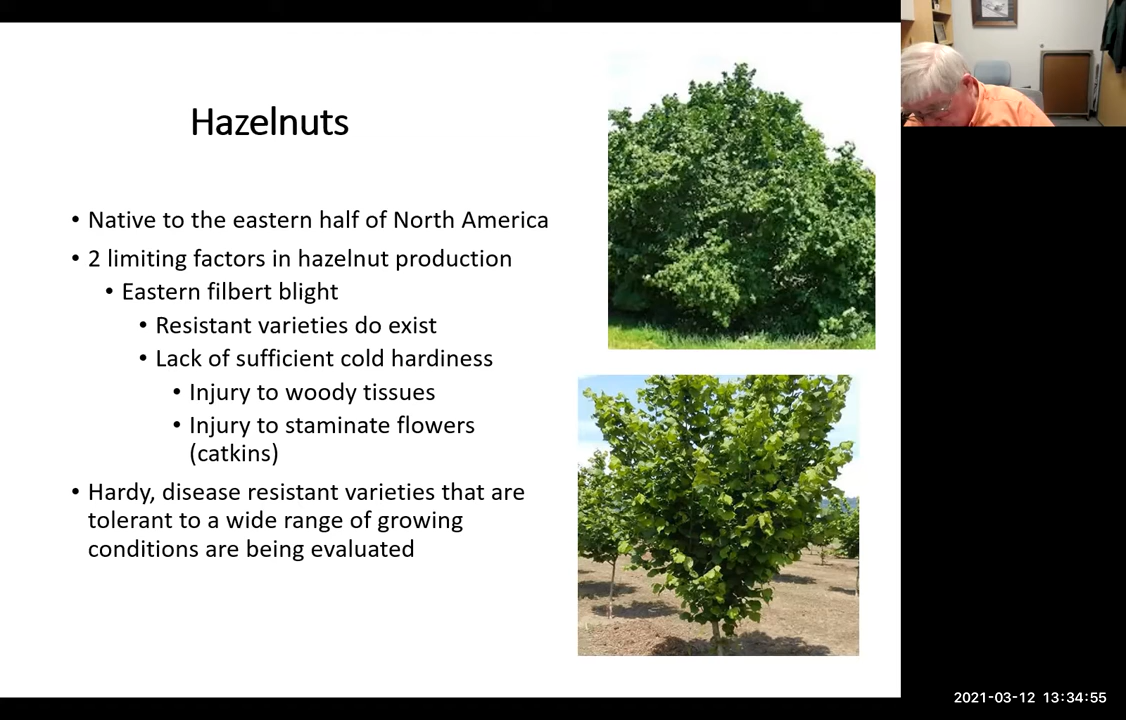 Hazelnuts
• Native to the eastern half of North America
• 2 limiting factors in hazelnut production
• Eastern filbert blight
• Resistant varieties do exist
• Lack of sufficient cold hardiness
• Injury to woody tissues
• Injury to staminate flowers
(catkins)
• Hardy, disease resistant varieties that are
tolerant to a wide range of growing
conditions are being evaluated
2021-03-12 13:34:55